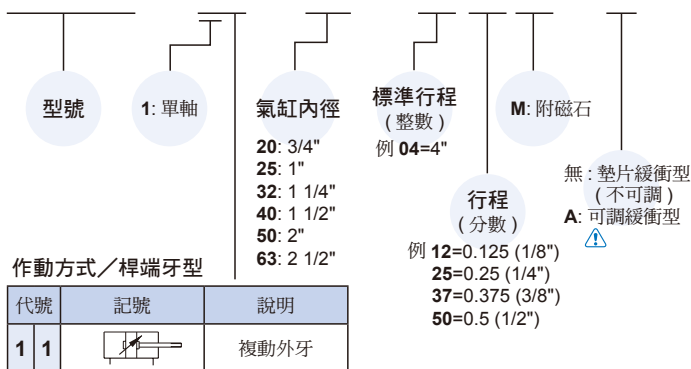 型號
1: 單軸
氣缸內徑
20: 3/4"
25: 1"
32: 1 1/4"
40: 1 1/2"
50: 2"
63: 2 1/2"
標準行程
(整數)
例 04=4"
行程
(分數)
例 12=0.125 (1/8")
25=0.25 (1/4")
37=0.375 (3/8")
50=0.5 (1/2")
M: 附磁石
無 : 墊片緩衝型
(不可調)
A: 可調緩衝型
作動方式／桿端牙型
代號 記號 說明
1 1 複動外牙